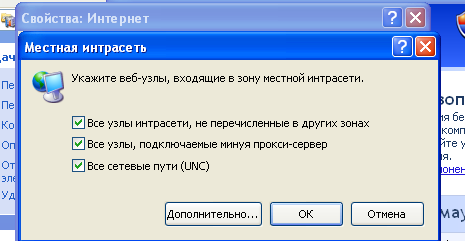 Свойства: Интернет
Местная интрасеть
Укажите веб-узлы, входящие в зону местной интрасети.
Все узлы интрасети, не перечисленные в других зонах
Все узлы, подключаемые минуя прокси-сервер
Все сетевые пути (UNC)
Дополнительно... ОК Отмена